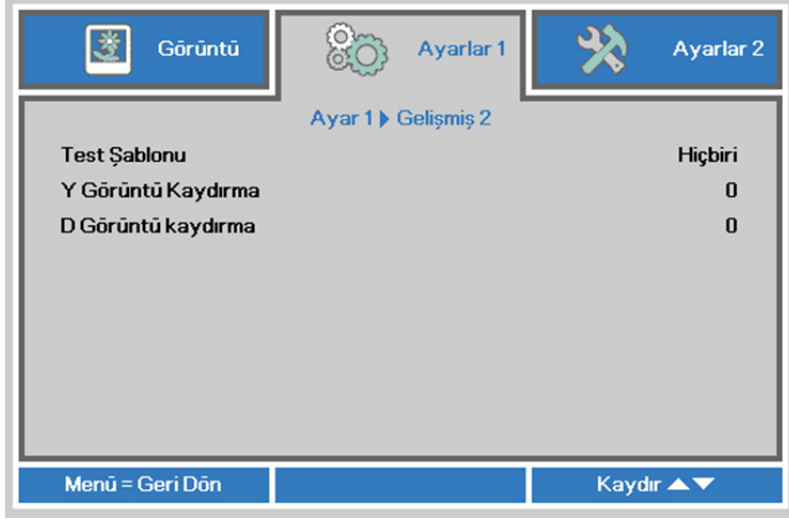 Görüntü
Ayarlar 1
Ayarlar 2
Ayar 1 ▶ Gelişmiş 2
Test Şablonu Hiçbiri
Y Görüntü Kaydırma 0
D Görüntü kaydırma 0
Menü = Geri Dön
Kaydır ▲▼